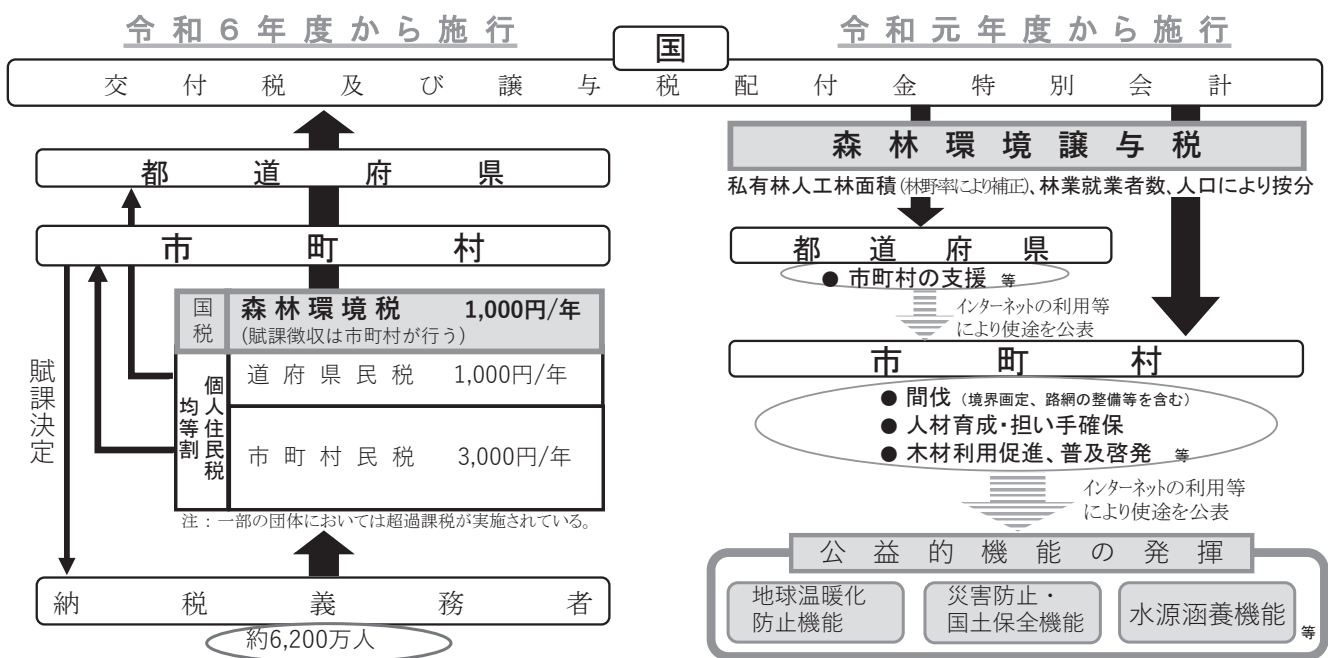 令和６年度から施行
国
令和元年度から施行
交付税及び譲与税配付金特別会計
都道府県
市町村
国税
森林環境税 1,000円/年
(賦課徴収は市町村が行う)
個人住民税
均等割
道府県民税 1,000円/年
市町村民税 3,000円/年
注：一部の団体においては超過課税が実施されている。
賦課決定
納税義務者
約6,200万人
森林環境譲与税
私有林人工林面積(林野率により補正)、林業就業者数、人口により按分
都道府県
● 市町村の支援 等
インターネットの利用等
により使途を公表
市町村
● 間伐（境界画定、路網の整備等を含む）
● 人材育成・担い手確保
● 木材利用促進、普及啓発 等
インターネットの利用等
により使途を公表
公益的機能の発揮
地球温暖化
防止機能
災害防止・
国土保全機能
水源涵養機能
等